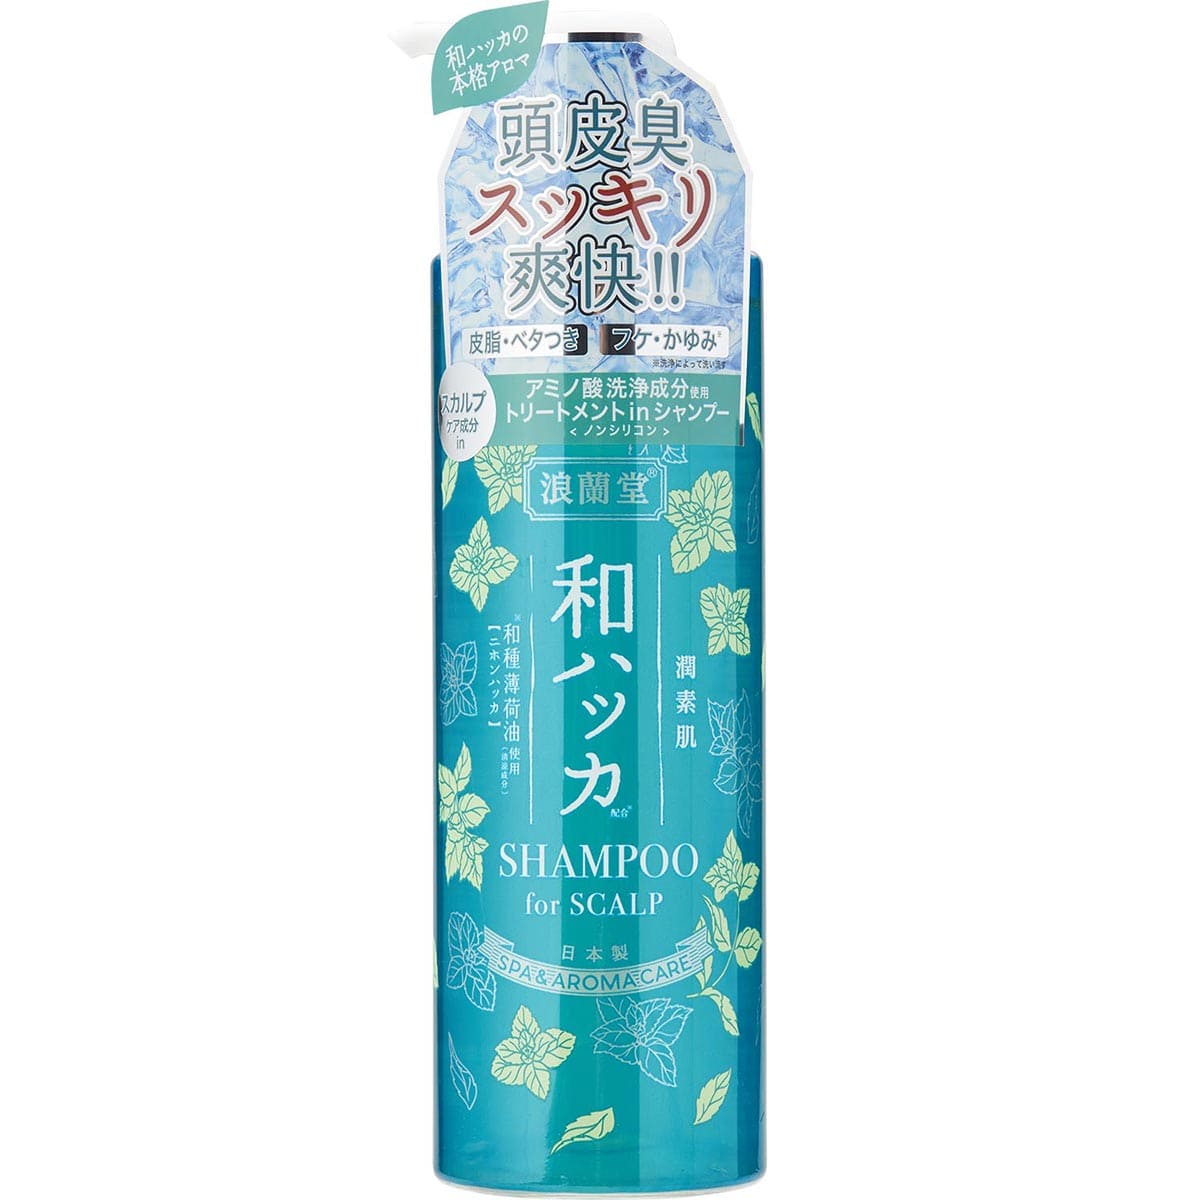 和ハッカの
本格アロマ
頭皮臭
スッキリ
爽快!!
皮脂・ベタつき
フケ・かゆみ※
※洗浄によって洗い流す
アミノ酸洗浄成分使用
トリートメントinシャンプー
<ノンシリコン>
スカルプ
ケア成分
in
浪蘭堂®
潤素肌
和ハッカ
配合※
※和種薄荷油使用
【ニホンハッカ】
(清涼成分)
SHAMPOO
for SCALP
日本製
SPA & AROMA CARE